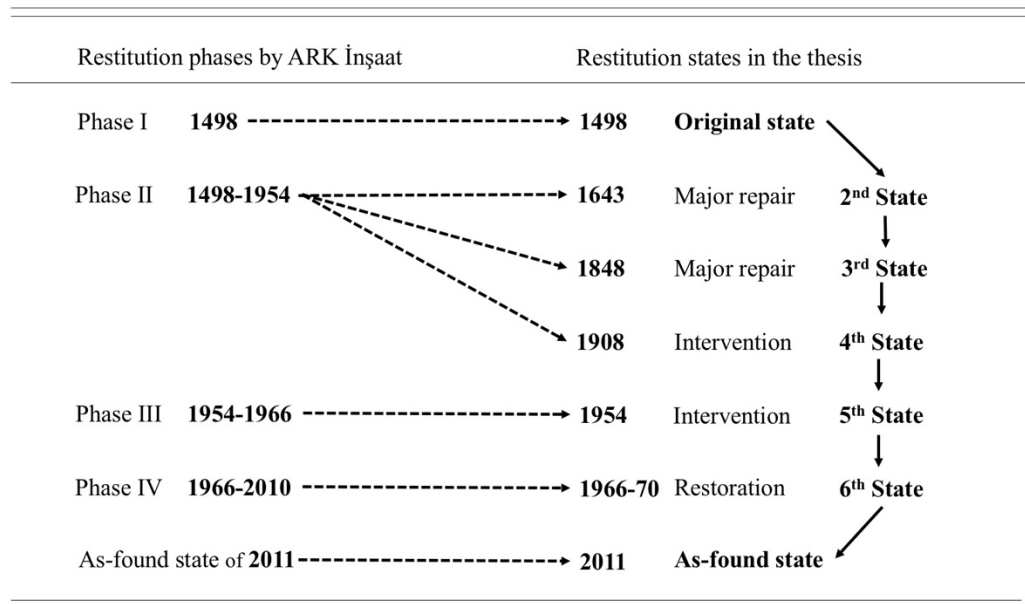 Restitution phases by ARK İnşaat Restitution states in the thesis
Phase I 1498 1498 Original state
Phase II 1498-1954 1643 Major repair 2nd State
1848 Major repair 3rd State
1908 Intervention 4th State
Phase III 1954-1966 1954 Intervention 5th State
Phase IV 1966-2010 1966-70 Restoration 6th State
As-found state of 2011 2011 As-found state